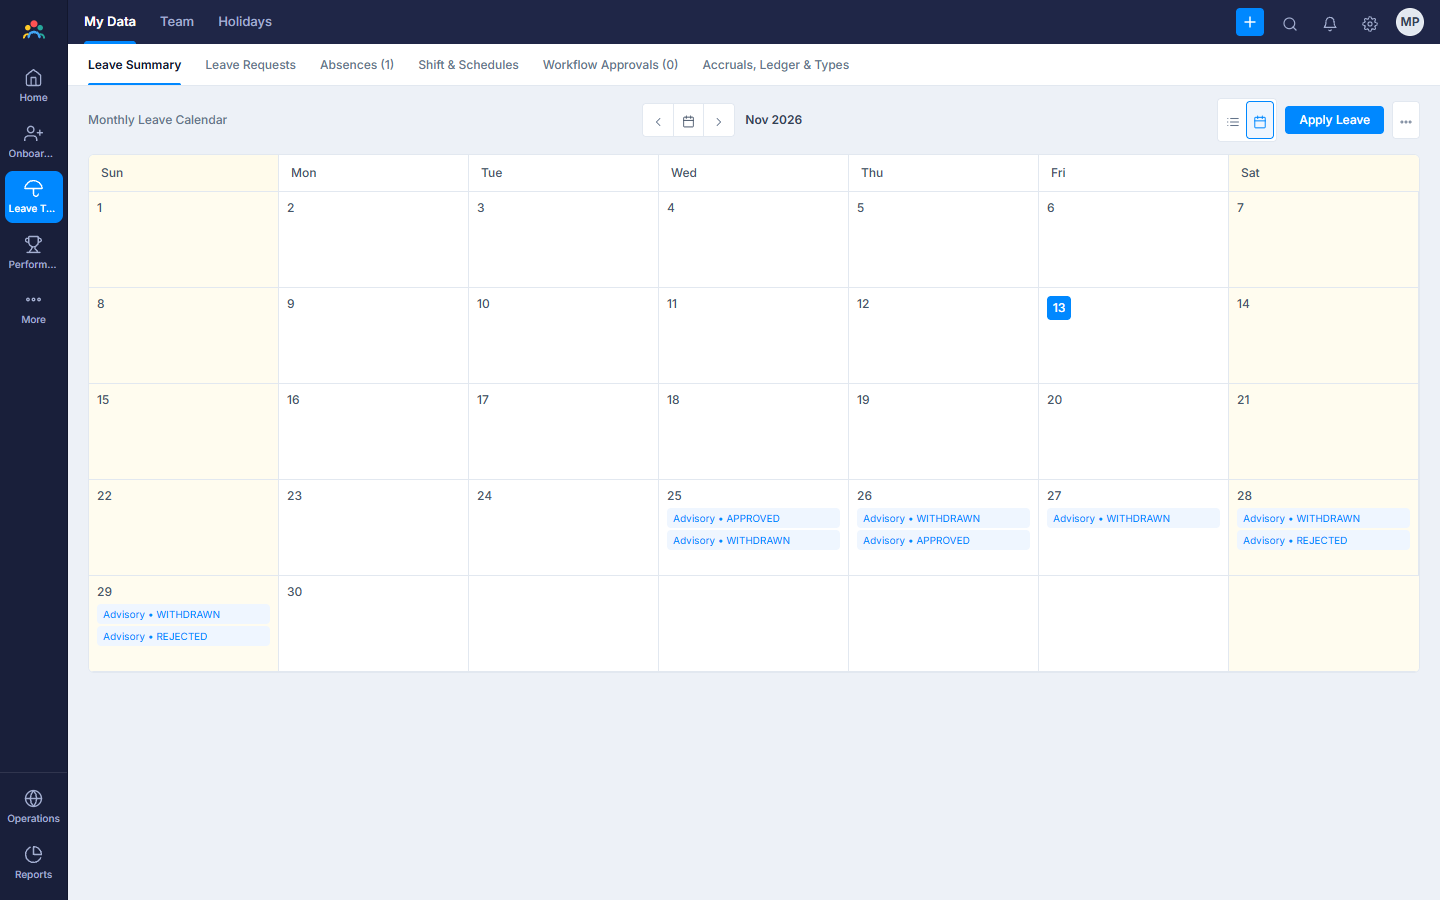 My Data Team Holidays
MP
Leave Summary Leave Requests Absences (1) Shift & Schedules Workflow Approvals (0) Accruals, Ledger & Types
Home
Onboar...
Leave T...
Perform...
More
Operations
Reports
Monthly Leave Calendar
Nov 2026
Apply Leave
Sun Mon Tue Wed Thu Fri Sat
1 2 3 4 5 6 7
8 9 10 11 12 13 14
15 16 17 18 19 20 21
22 23 24 25 26 27 28
Advisory • APPROVED Advisory • WITHDRAWN Advisory • WITHDRAWN Advisory • WITHDRAWN
Advisory • WITHDRAWN Advisory • APPROVED Advisory • REJECTED
29 30
Advisory • WITHDRAWN
Advisory • REJECTED